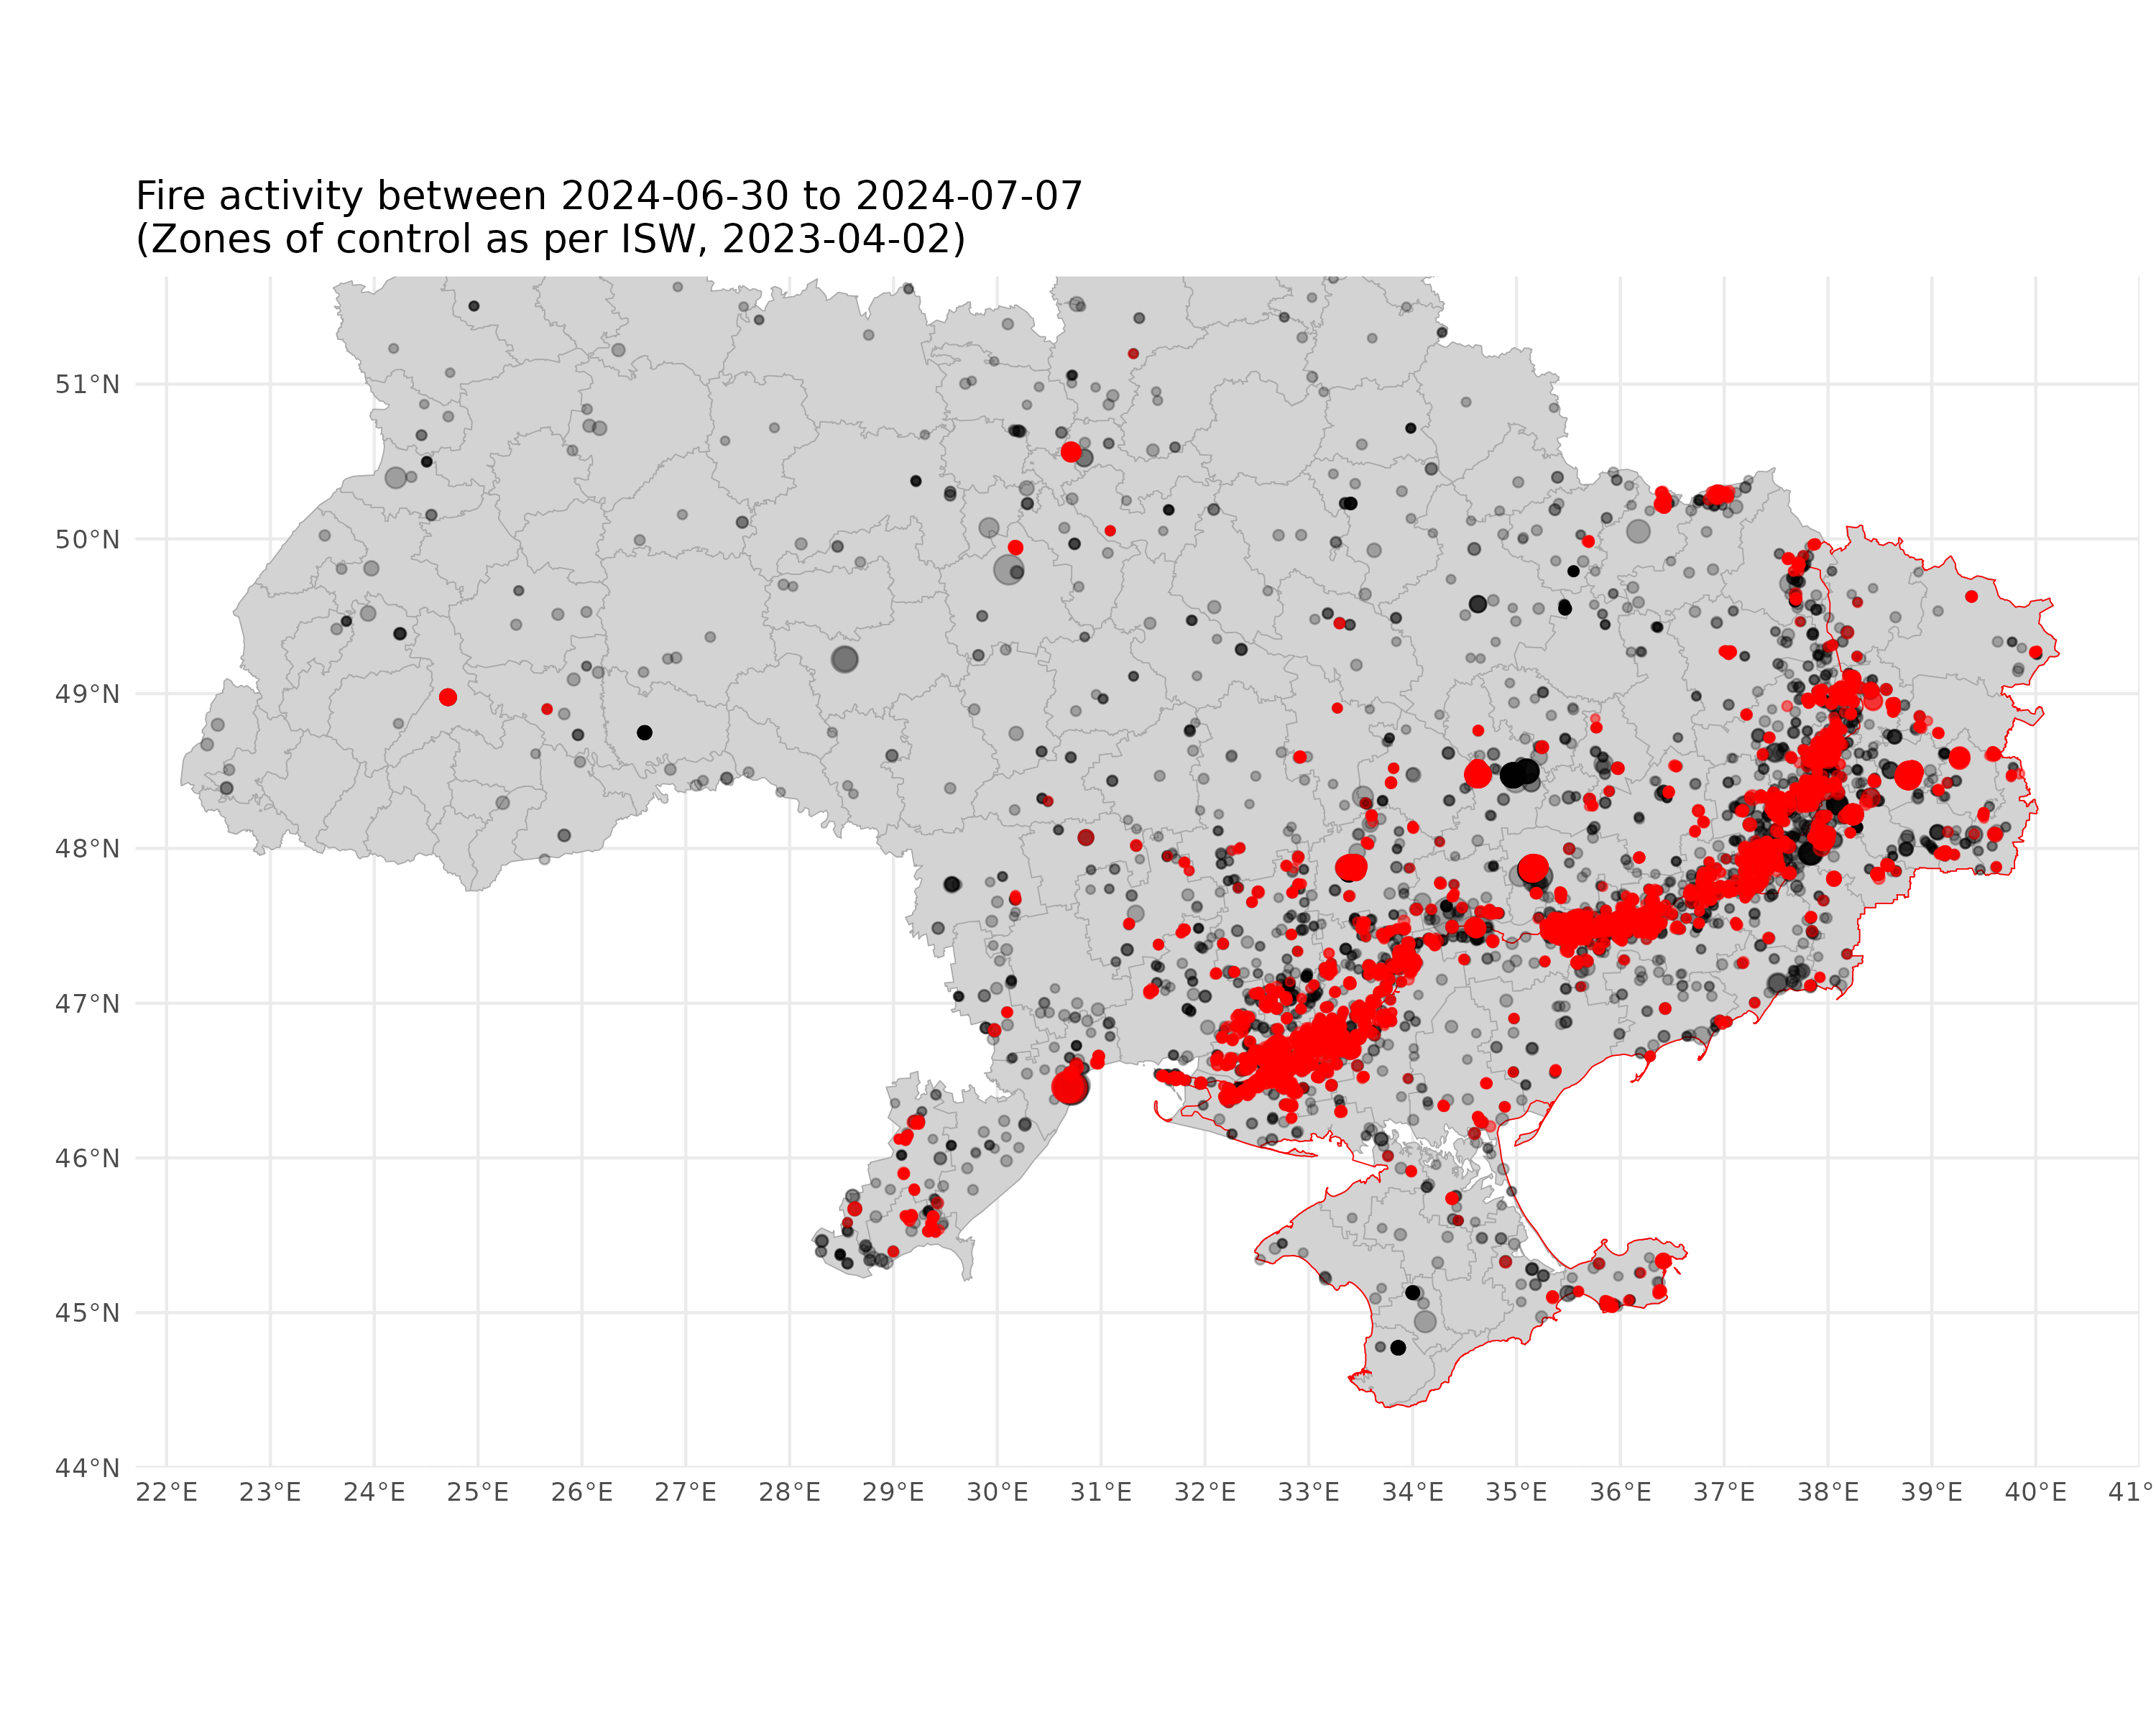 Fire activity between 2024-06-30 to 2024-07-07
(Zones of control as per ISW, 2023-04-02)
51°N
50°N
49°N
48°N
47°N
46°N
45°N
44°N
22°E 23°E 24°E 25°E 26°E 27°E 28°E 29°E 30°E 31°E 32°E 33°E 34°E 35°E 36°E 37°E 38°E 39°E 40°E 41°